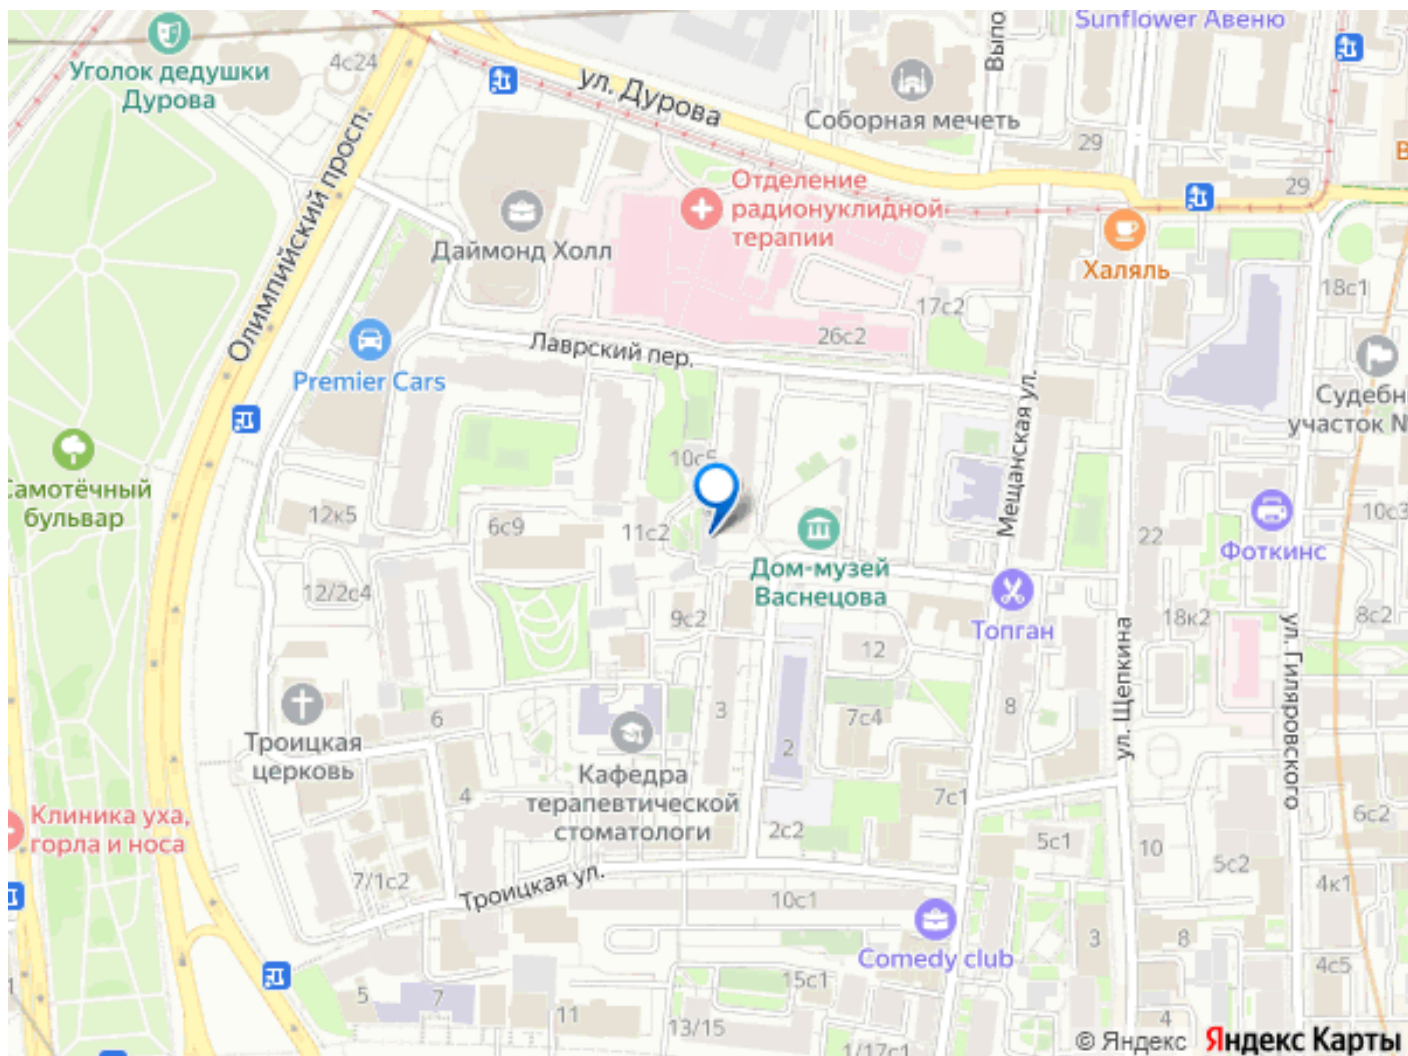 Sunflower Авеню
Уголок дедушки
Дурова
4с24
ул. Дурова
Выпо
Соборная мечеть
29
В
Олимпийский просп.
Отделение
радионуклидной
терапии
29
Даймонд Холл
Халяль
18с1
17с2
26с2
Лаврский пер.
Premier Cars
Судебн
участок N
Мещанская ул.
10с5
Самотёчный
бульвар
12к5
6с9
11с2
22
10с3
Фоткинс
Дом-музей
Васнецова
12/2с4
9с2
Топган
18к2
8с2
12
ул. Щепкина
ул. Гиляровского
6
3
7с4
8
Троицкая
церковь
2
Кафедра
терапевтической
стоматологи
4
7с1
Клиника уха,
горла и носа
2с2
5с1
10
5с2
6с2
7/1с2
Троицкая ул.
10с1
4к1
Comedy club
3
8
4с5
5
7
15с1
11
13/15
4
1/17с1
1
© Яндекс Яндекс Карты